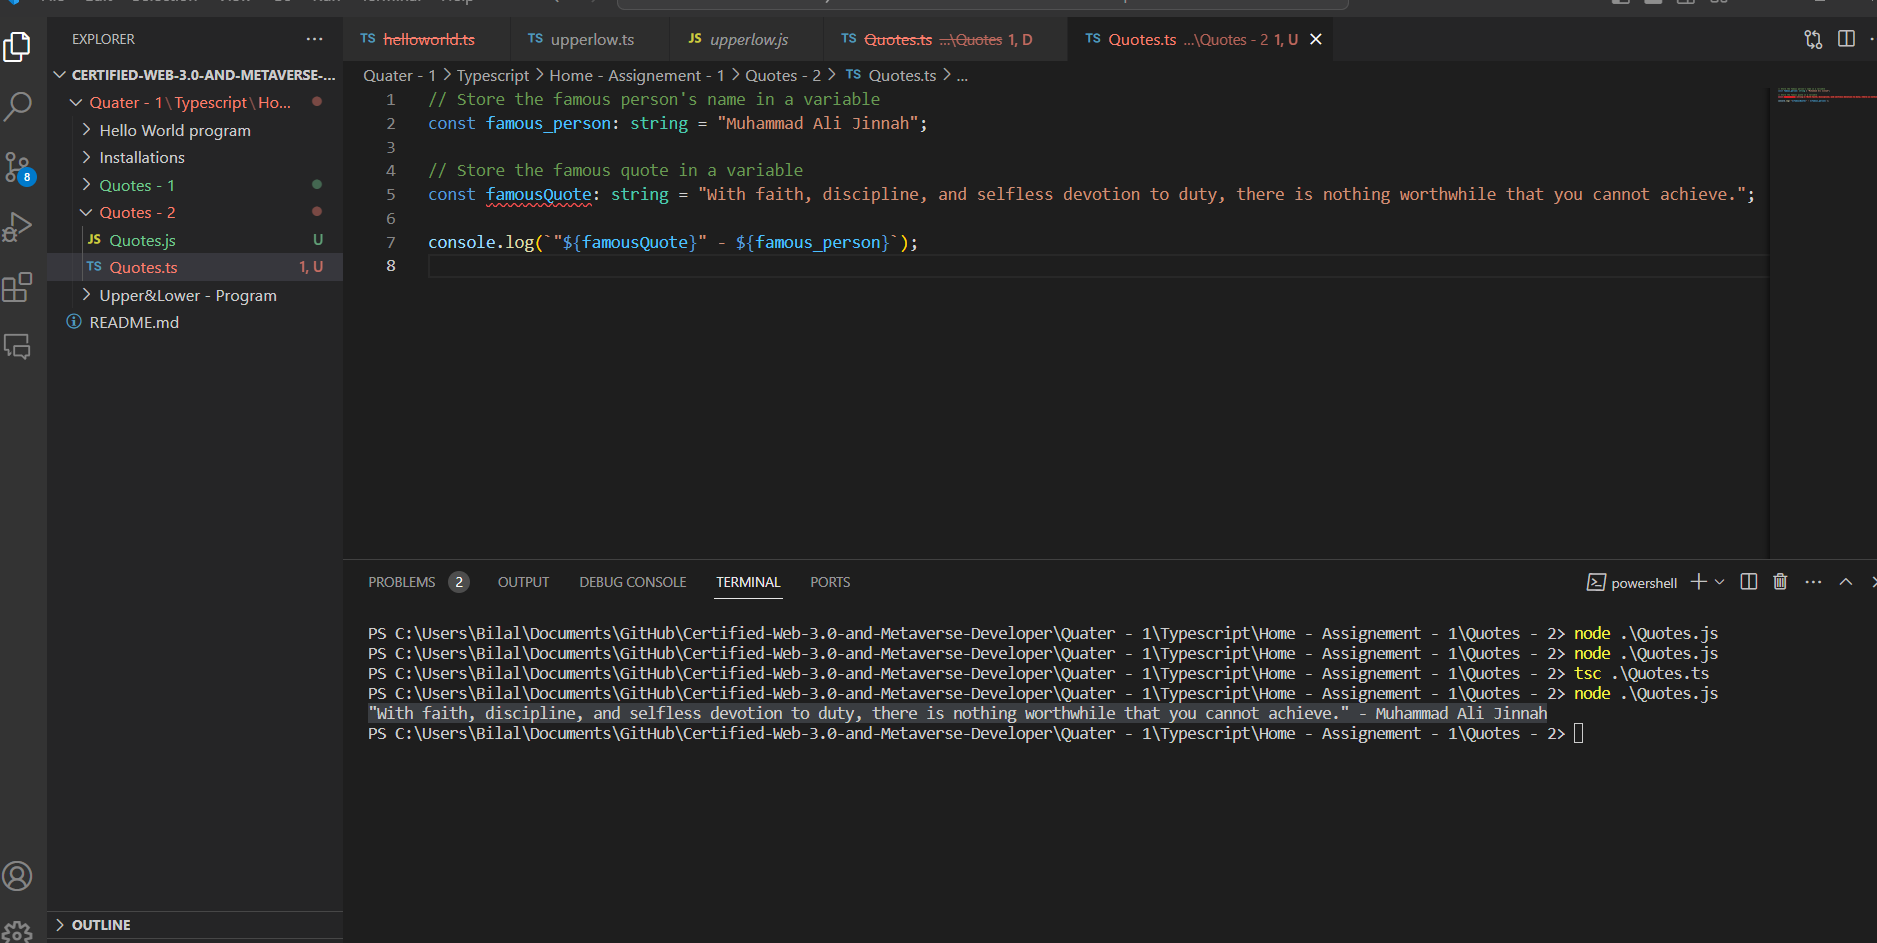 EXPLORER
CERTIFIED-WEB-3.0-AND-METAVERSE-...
Quater - 1\Typescript\Ho...
Hello World program
Installations
Quotes - 1
Quotes - 2
JS Quotes.js U
TS Quotes.ts 1, U
Upper&Lower - Program
README.md
OUTLINE
8
TS helloworld.ts TS upperlow.ts JS upperlow.js TS Quotes.ts ...\Quotes 1, D TS Quotes.ts ...\Quotes - 2 1, U
Quater - 1 > Typescript > Home - Assignement - 1 > Quotes - 2 > TS Quotes.ts > ...
1 // Store the famous person's name in a variable
2 const famous_person: string = "Muhammad Ali Jinnah";
3
4 // Store the famous quote in a variable
5 const famousQuote: string = "With faith, discipline, and selfless devotion to duty, there is nothing worthwhile that you cannot achieve.";
6
7 console.log(`"${famousQuote}" - ${famous_person}`);
8
PROBLEMS 2 OUTPUT DEBUG CONSOLE TERMINAL PORTS powershell
PS C:\Users\Bilal\Documents\GitHub\Certified-Web-3.0-and-Metaverse-Developer\Quater - 1\Typescript\Home - Assignement - 1\Quotes - 2> node .\Quotes.js
PS C:\Users\Bilal\Documents\GitHub\Certified-Web-3.0-and-Metaverse-Developer\Quater - 1\Typescript\Home - Assignement - 1\Quotes - 2> node .\Quotes.js
PS C:\Users\Bilal\Documents\GitHub\Certified-Web-3.0-and-Metaverse-Developer\Quater - 1\Typescript\Home - Assignement - 1\Quotes - 2> tsc .\Quotes.ts
PS C:\Users\Bilal\Documents\GitHub\Certified-Web-3.0-and-Metaverse-Developer\Quater - 1\Typescript\Home - Assignement - 1\Quotes - 2> node .\Quotes.js
"With faith, discipline, and selfless devotion to duty, there is nothing worthwhile that you cannot achieve." - Muhammad Ali Jinnah
PS C:\Users\Bilal\Documents\GitHub\Certified-Web-3.0-and-Metaverse-Developer\Quater - 1\Typescript\Home - Assignement - 1\Quotes - 2>